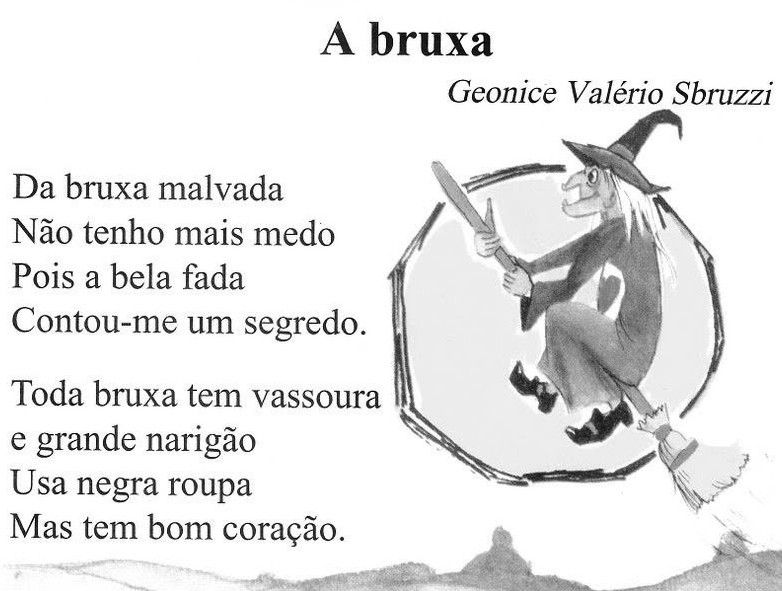 A bruxa
Geonice Valério Sbruzzi
Da bruxa malvada
Não tenho mais medo
Pois a bela fada
Contou-me um segredo.
Toda bruxa tem vassoura
e grande narigão
Usa negra roupa
Mas tem bom coração.